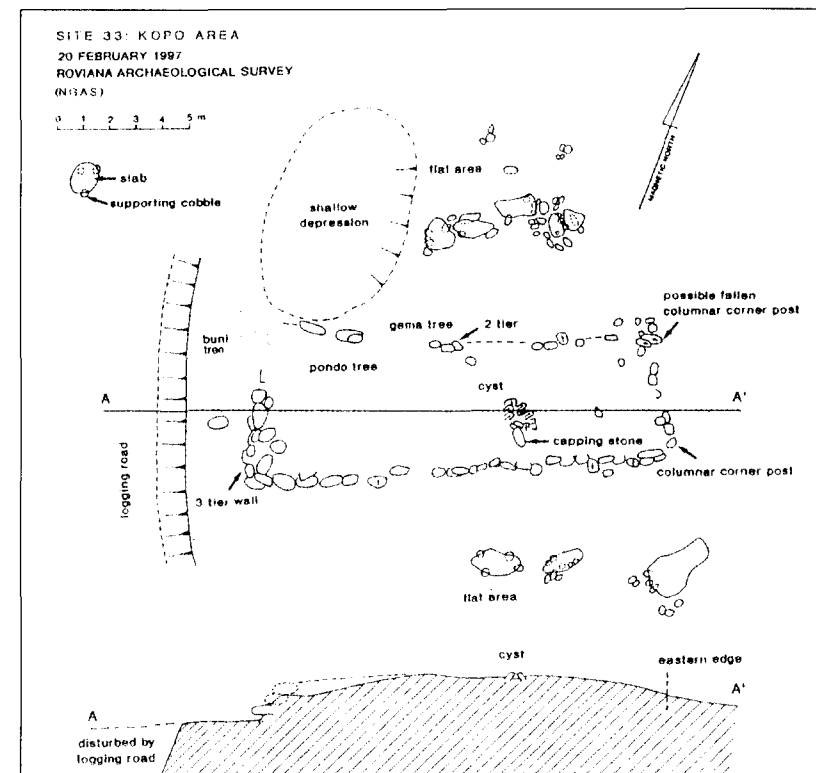 SITE 33: KOPO AREA
20 FEBRUARY 1997
ROVIANA ARCHAEOLOGICAL SURVEY
(NGAS)
0 1 2 3 4 5 m
MAGNETIC NORTH
slab
supporting cobble
flat area
shallow
depression
possible fallen
columnar corner post
gema tree
2 tier
buni
tree
pondo tree
cyst
A
A'
capping stone
columnar corner post
3 tier wall
logging road
flat area
cyst
eastern edge
A
A'
disturbed by
logging road